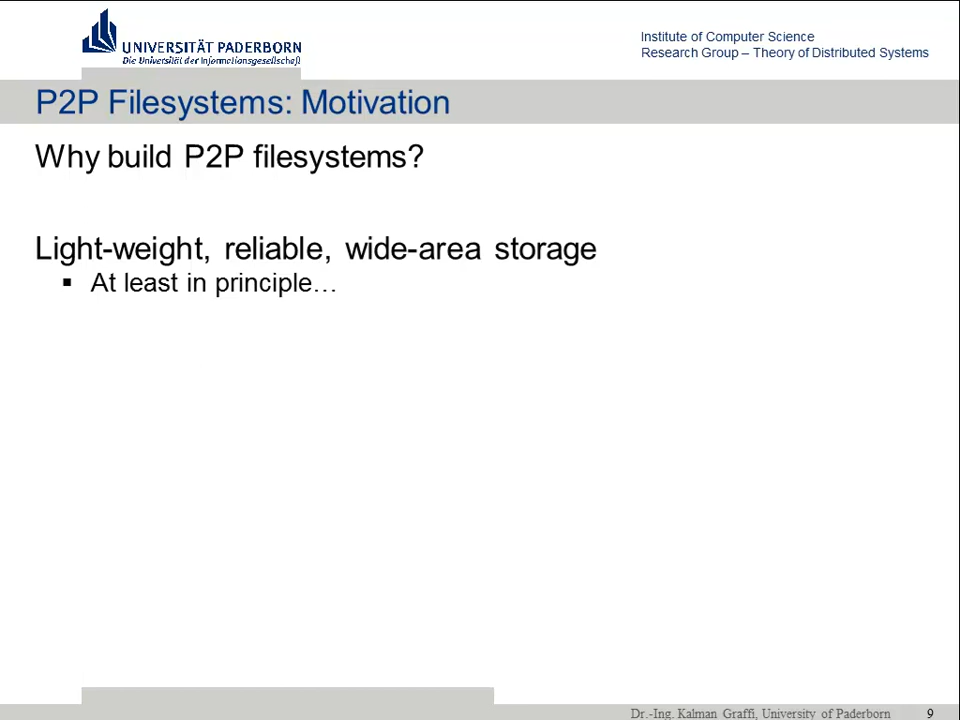 UNIVERSITÄT PADERBORN
Die Universität der Informationsgesellschaft
Institute of Computer Science
Research Group – Theory of Distributed Systems
P2P Filesystems: Motivation
Why build P2P filesystems?
Light-weight, reliable, wide-area storage
▪ At least in principle…
Dr.-Ing. Kalman Graffi, University of Paderborn 9